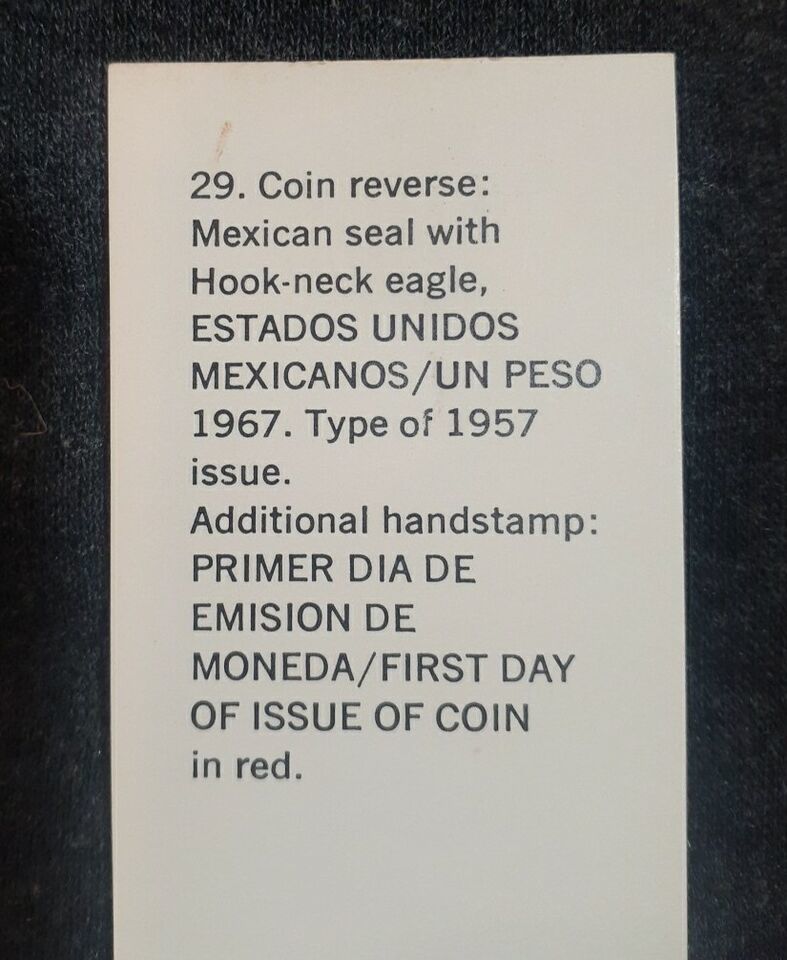 29. Coin reverse:
Mexican seal with
Hook-neck eagle,
ESTADOS UNIDOS
MEXICANOS/UN PESO
1967. Type of 1957
issue.
Additional handstamp:
PRIMER DIA DE
EMISION DE
MONEDA/FIRST DAY
OF ISSUE OF COIN
in red.